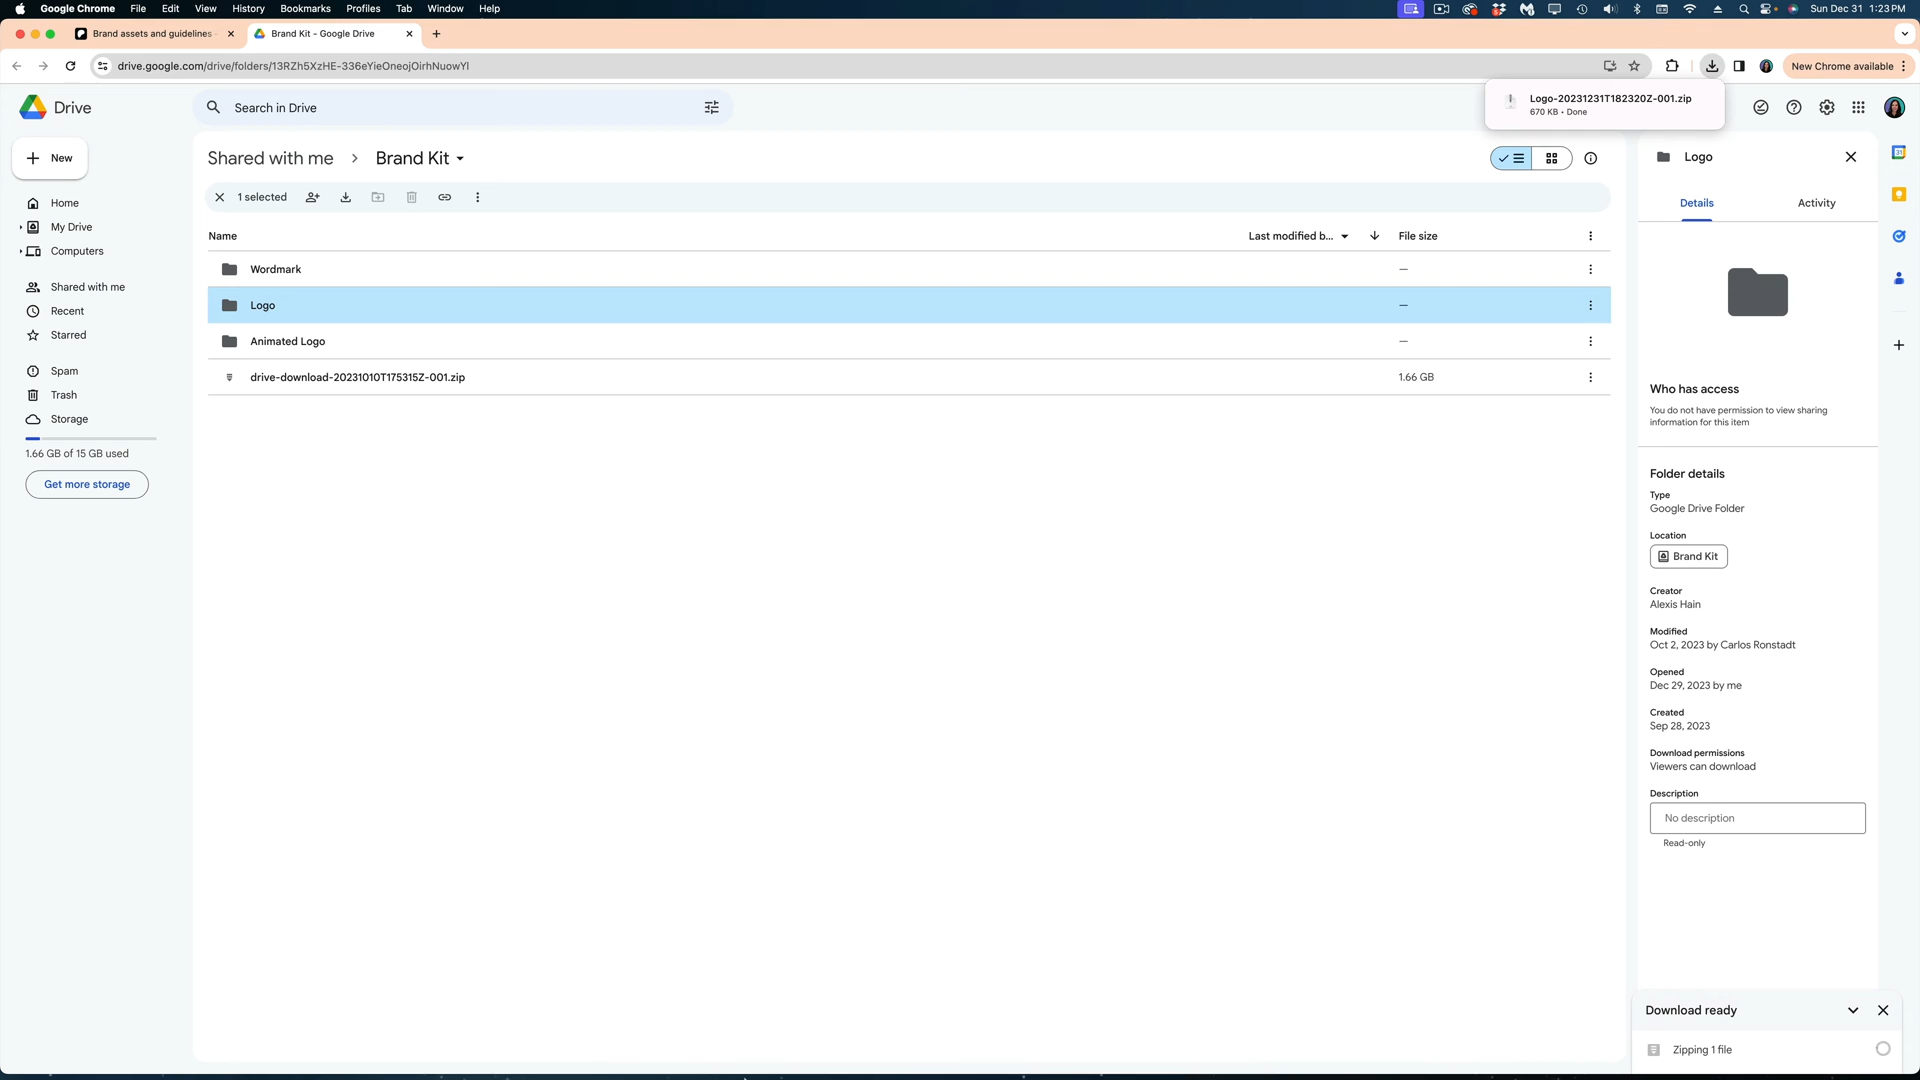 Google Chrome File Edit View History Bookmarks Profiles Tab Window Help Sun Dec 31 1:23 PM
Brand assets and guidelines - Brand Kit - Google Drive
drive.google.com/drive/folders/13RZh5XzHE-336eYieOneojOirhNuowYl New Chrome available
Logo-20231231T182320Z-001.zip
670 KB • Done
Drive
Search in Drive
New
Home
My Drive
Computers
Shared with me
Recent
Starred
Spam
Trash
Storage
1.66 GB of 15 GB used
Get more storage
Shared with me > Brand Kit
1 selected
Name Last modified b... File size
Wordmark —
Logo —
Animated Logo —
drive-download-20231010T175315Z-001.zip 1.66 GB
Logo
Details Activity
Who has access
You do not have permission to view sharing
information for this item
Folder details
Type
Google Drive Folder
Location
Brand Kit
Creator
Alexis Hain
Modified
Oct 2, 2023 by Carlos Ronstadt
Opened
Dec 29, 2023 by me
Created
Sep 28, 2023
Download permissions
Viewers can download
Description
No description
Read-only
Download ready
Zipping 1 file